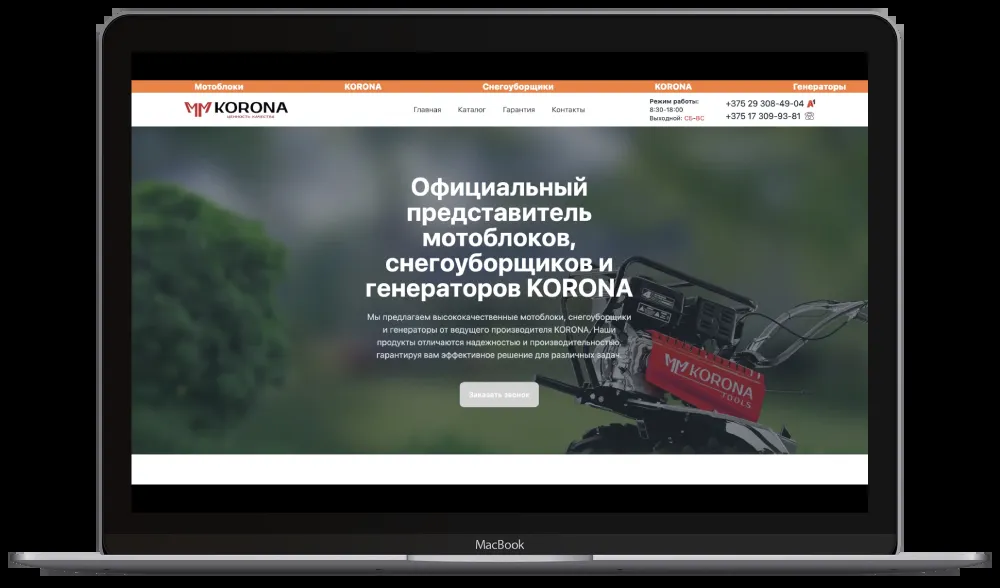 Мотоблоки KORONA Снегоуборщики KORONA Генераторы
KORONA
ЦЕННОСТЬ КАЧЕСТВА
Главная Каталог Гарантия Контакты
Режим работы:
8:30-18:00
Выходной: СБ-ВС
+375 29 308-49-04 A1
+375 17 309-93-81
Официальный
представитель
мотоблоков,
снегоуборщиков и
генераторов KORONA
Мы предлагаем высококачественные мотоблоки, снегоуборщики
и генераторы от ведущего производителя KORONA. Наши
продукты отличаются надежностью и производительностью,
гарантируя вам эффективное решение для различных задач.
Заказать звонок
KORONA
TOOLS
MacBook